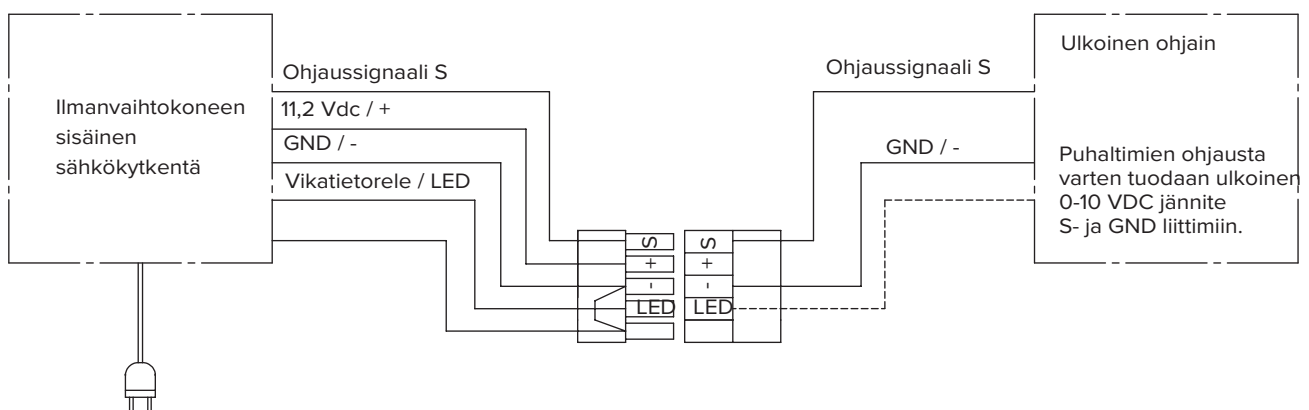 Ilmanvaihtokoneen
sisäinen
sähkökytkentä
Ohjaussignaali S
11,2 Vdc / +
GND / -
Vikatietorele / LED
S
+
-
LED
S
+
-
LED
Ohjaussignaali S
GND / -
Ulkoinen ohjain
Puhaltimien ohjausta
varten tuodaan ulkoinen
0-10 VDC jännite
S- ja GND liittimiin.